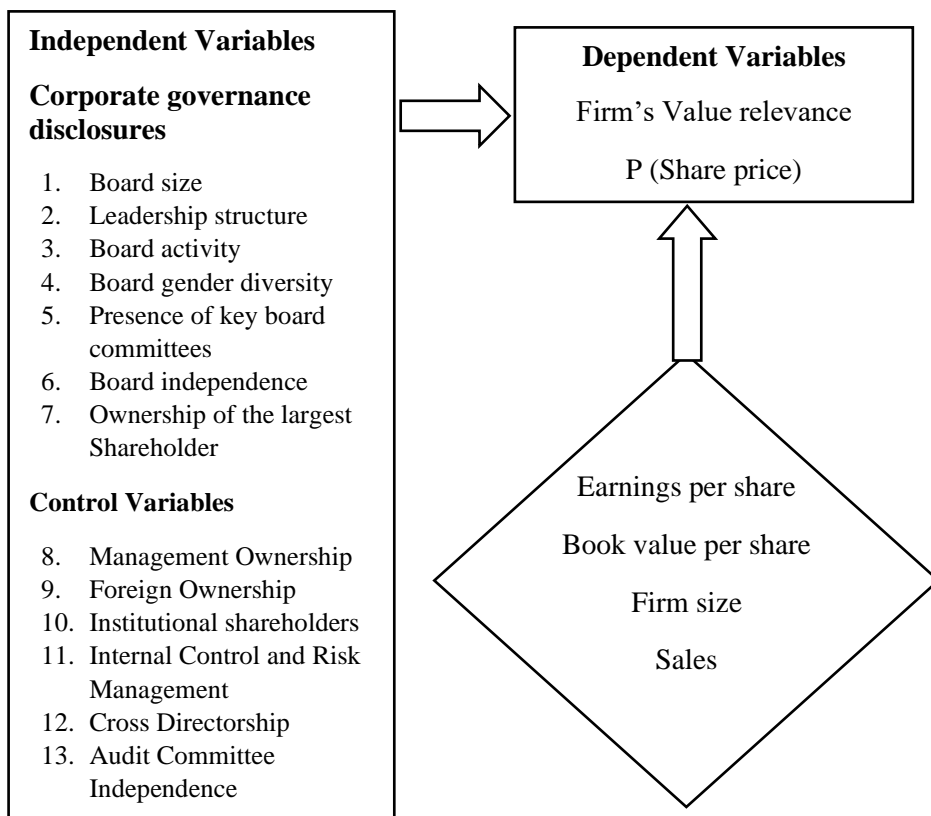 Independent Variables
Corporate governance
disclosures
1. Board size
2. Leadership structure
3. Board activity
4. Board gender diversity
5. Presence of key board
committees
6. Board independence
7. Ownership of the largest
Shareholder
Control Variables
8. Management Ownership
9. Foreign Ownership
10. Institutional shareholders
11. Internal Control and Risk
Management
12. Cross Directorship
13. Audit Committee
Independence
Dependent Variables
Firm’s Value relevance
P (Share price)
Earnings per share
Book value per share
Firm size
Sales